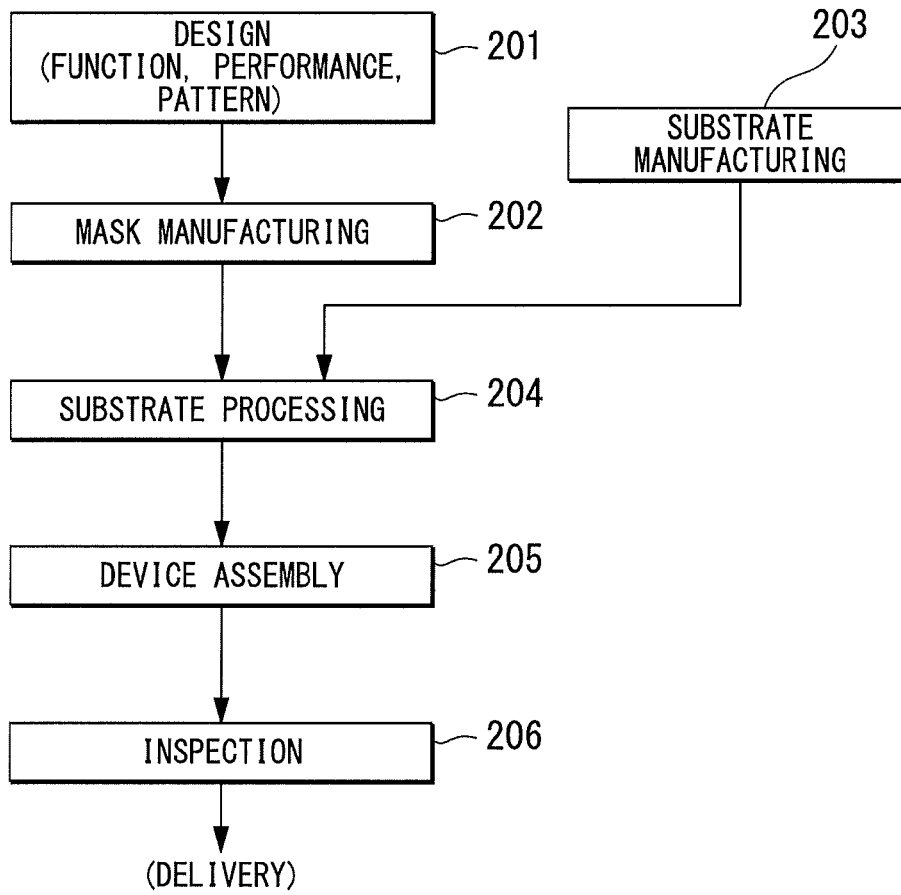 DESIGN
(FUNCTION, PERFORMANCE,
PATTERN)
201
203
SUBSTRATE
MANUFACTURING
MASK MANUFACTURING
202
SUBSTRATE PROCESSING
204
DEVICE ASSEMBLY
205
INSPECTION
206
(DELIVERY)